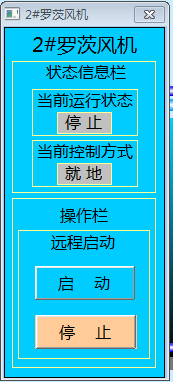 2#罗茨风机
2#罗茨风机
状态信息栏
当前运行状态
停 止
当前控制方式
就 地
操作栏
远程启动
启 动
停 止